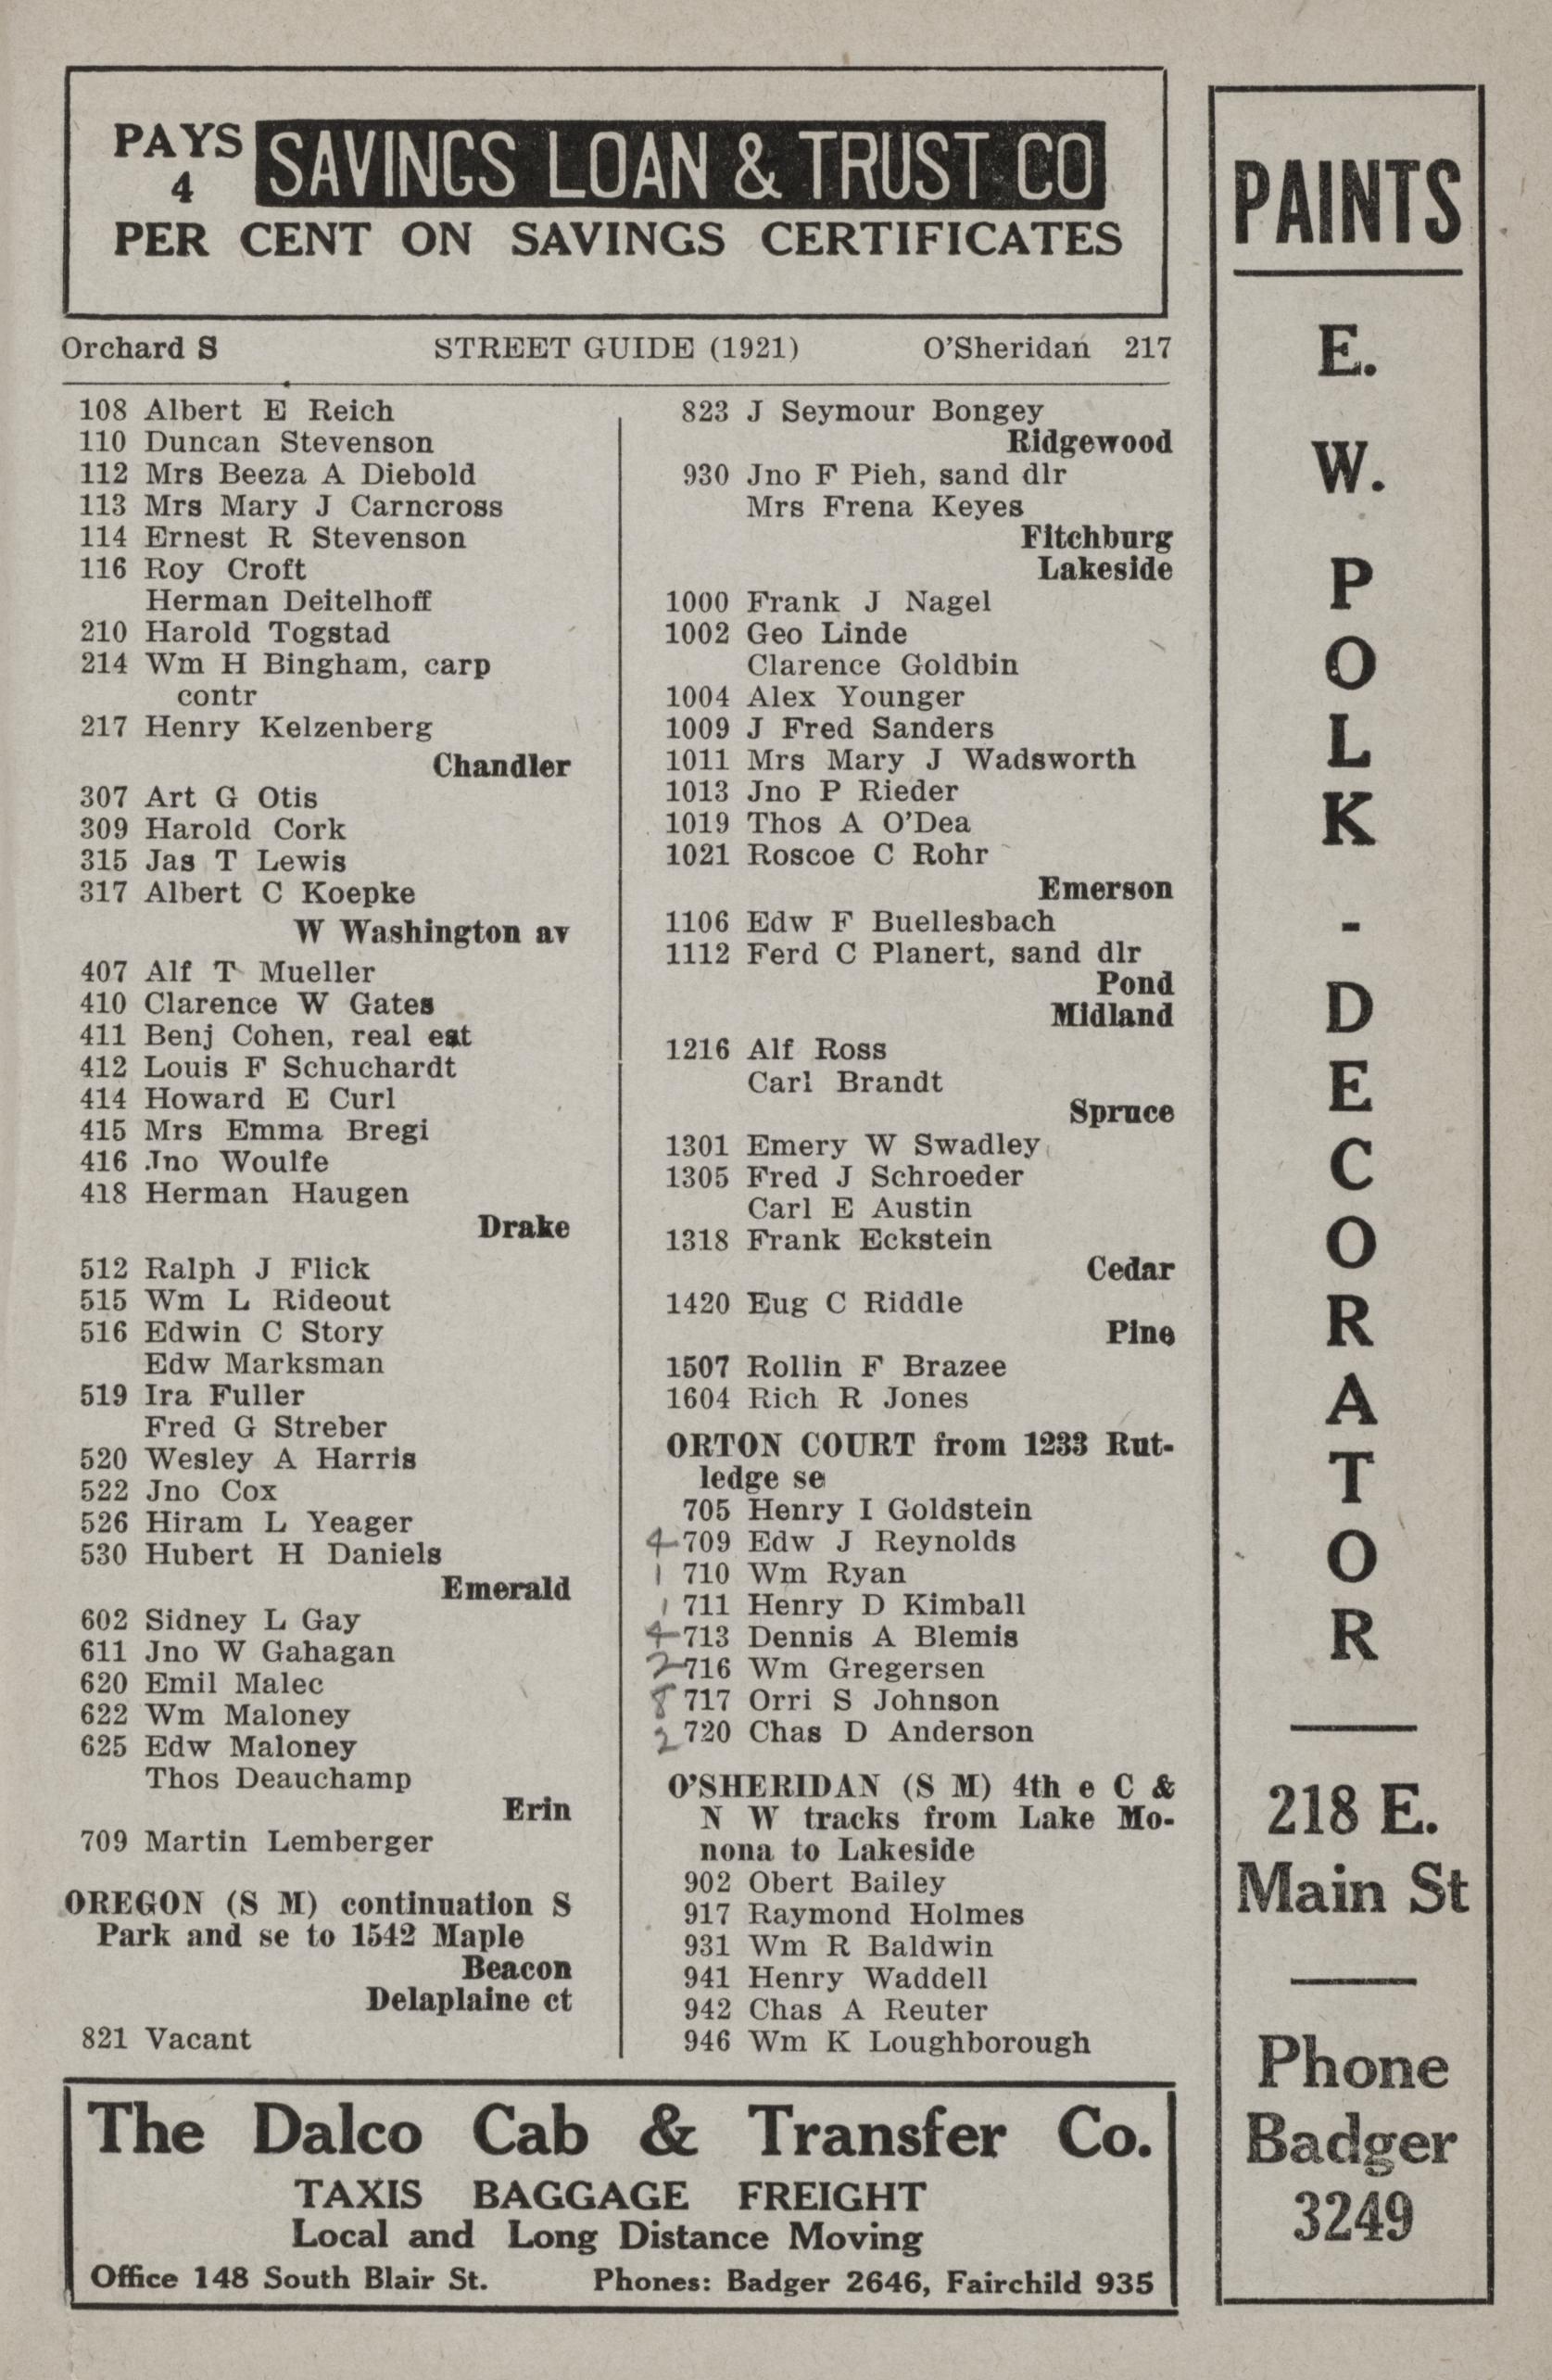 PAYS
4
SAVINGS LOAN & TRUST CO
PER CENT ON SAVINGS CERTIFICATES
Orchard S STREET GUIDE (1921) O'Sheridan 217
108 Albert E Reich
110 Duncan Stevenson
112 Mrs Beeza A Diebold
113 Mrs Mary J Carncross
114 Ernest R Stevenson
116 Roy Croft
Herman Deitelhoff
210 Harold Togstad
214 Wm H Bingham, carp
contr
217 Henry Kelzenberg
Chandler
307 Art G Otis
309 Harold Cork
315 Jas T Lewis
317 Albert C Koepke
W Washington av
407 Alf T Mueller
410 Clarence W Gates
411 Benj Cohen, real est
412 Louis F Schuchardt
414 Howard E Curl
415 Mrs Emma Bregi
416 Jno Woulfe
418 Herman Haugen
Drake
512 Ralph J Flick
515 Wm L Rideout
516 Edwin C Story
Edw Marksman
519 Ira Fuller
Fred G Streber
520 Wesley A Harris
522 Jno Cox
526 Hiram L Yeager
530 Hubert H Daniels
Emerald
602 Sidney L Gay
611 Jno W Gahagan
620 Emil Malec
622 Wm Maloney
625 Edw Maloney
Thos Deauchamp
Erin
709 Martin Lemberger
OREGON (S M) continuation S
Park and se to 1542 Maple
Beacon
Delaplaine ct
821 Vacant
823 J Seymour Bongey
Ridgewood
930 Jno F Pieh, sand dlr
Mrs Frena Keyes
Fitchburg
Lakeside
1000 Frank J Nagel
1002 Geo Linde
Clarence Goldbin
1004 Alex Younger
1009 J Fred Sanders
1011 Mrs Mary J Wadsworth
1013 Jno P Rieder
1019 Thos A O'Dea
1021 Roscoe C Rohr
Emerson
1106 Edw F Buellesbach
1112 Ferd C Planert, sand dlr
Pond
Midland
1216 Alf Ross
Carl Brandt
Spruce
1301 Emery W Swadley
1305 Fred J Schroeder
Carl E Austin
1318 Frank Eckstein
Cedar
1420 Eug C Riddle
Pine
1507 Rollin F Brazee
1604 Rich R Jones
ORTON COURT from 1233 Rut-
ledge se
705 Henry I Goldstein
4 709 Edw J Reynolds
1 710 Wm Ryan
1 711 Henry D Kimball
4 713 Dennis A Blemis
2 716 Wm Gregersen
8 717 Orri S Johnson
2 720 Chas D Anderson
O'SHERIDAN (S M) 4th e C &
N W tracks from Lake Mo-
nona to Lakeside
902 Obert Bailey
917 Raymond Holmes
931 Wm R Baldwin
941 Henry Waddell
942 Chas A Reuter
946 Wm K Loughborough
The Dalco Cab & Transfer Co.
TAXIS BAGGAGE FREIGHT
Local and Long Distance Moving
Office 148 South Blair St. Phones: Badger 2646, Fairchild 935
PAINTS
E.
W.
P
O
L
K
-
D
E
C
O
R
A
T
O
R
218 E.
Main St
Phone
Badger
3249